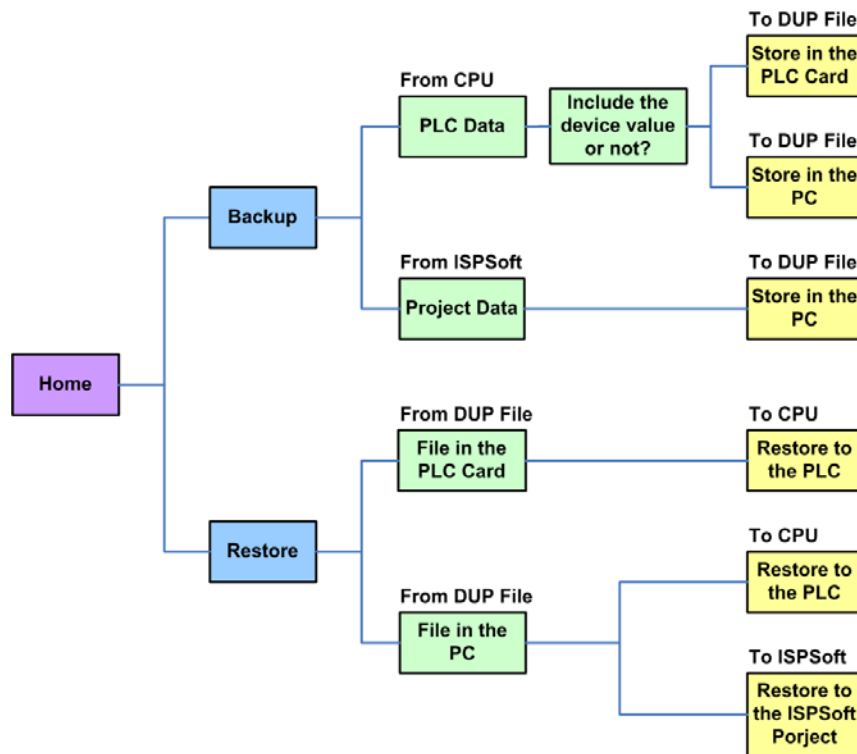 To DUP File
Store in the
PLC Card
From CPU
PLC Data
Include the
device value
or not?
To DUP File
Store in the
PC
Backup
From ISPSoft
Project Data
To DUP File
Store in the
PC
Home
From DUP File
File in the
PLC Card
To CPU
Restore to
the PLC
Restore
From DUP File
File in the
PC
To CPU
Restore to
the PLC
To ISPSoft
Restore to
the ISPSoft
Porject